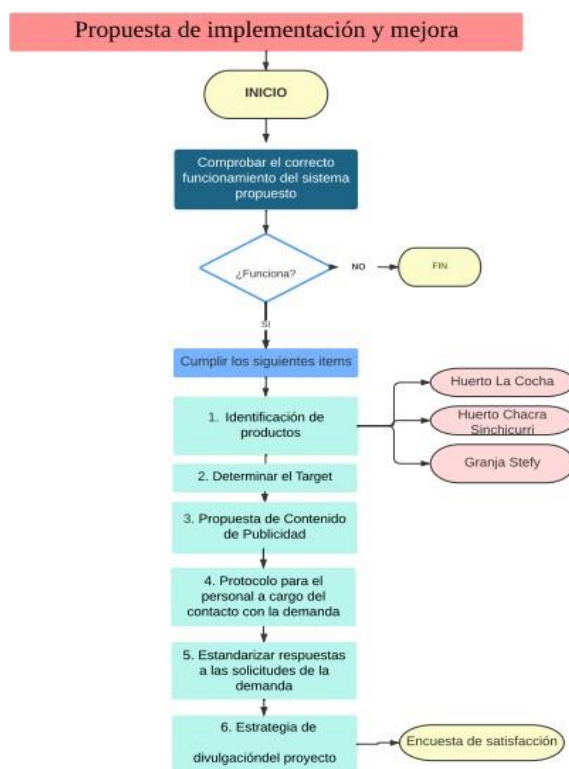 Propuesta de implementación y mejora
INICIO
Comprobar el correcto
funcionamiento del sistema
propuesto
¿Funciona?
NO
FIN
SI
Cumplir los siguientes items
1. Identificación de
productos
Huerto La Cocha
Huerto Chacra
Sinchicurri
Granja Stefy
2. Determinar el Target
3. Propuesta de Contenido
de Publicidad
4. Protocolo para el
personal a cargo del
contacto con la demanda
5. Estandarizar respuestas
a las solicitudes de la
demanda
6. Estrategia de
divulgacióndel proyecto
Encuesta de satisfacción